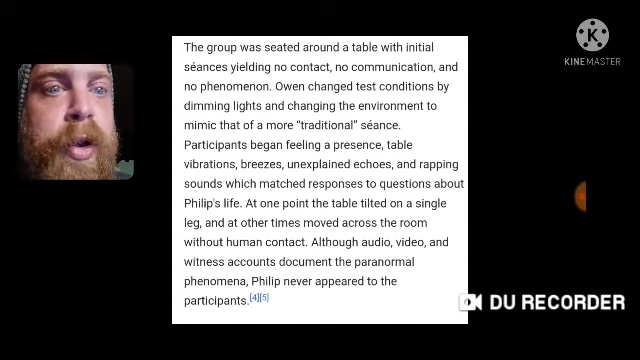 The group was seated around a table with initial
séances yielding no contact, no communication, and
no phenomenon. Owen changed test conditions by
dimming lights and changing the environment to
mimic that of a more “traditional” séance.
Participants began feeling a presence, table
vibrations, breezes, unexplained echoes, and rapping
sounds which matched responses to questions about
Philip's life. At one point the table tilted on a single
leg, and at other times moved across the room
without human contact. Although audio, video, and
witness accounts document the paranormal
phenomena, Philip never appeared to the
participants.[4][5]
K
KINEMASTER
DU RECORDER